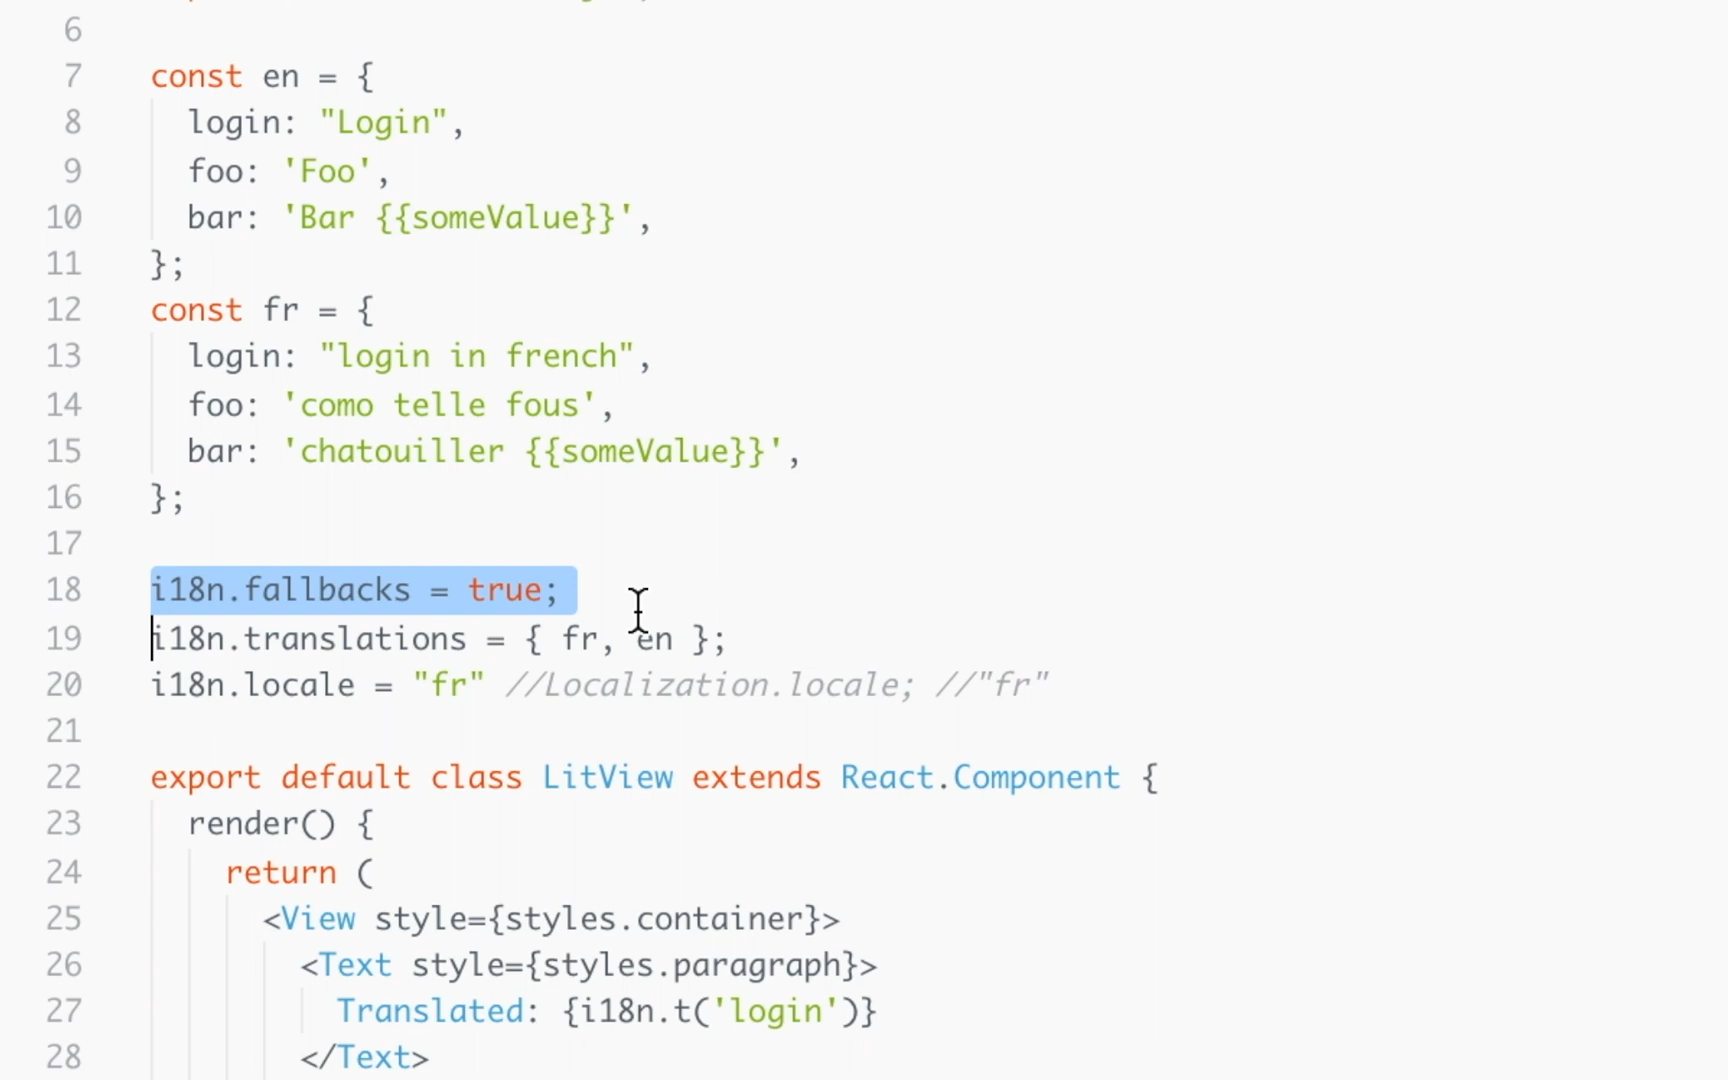 6
7 const en = {
8 login: "Login",
9 foo: 'Foo',
10 bar: 'Bar {{someValue}}',
11 };
12 const fr = {
13 login: "login in french",
14 foo: 'como telle fous',
15 bar: 'chatouiller {{someValue}}',
16 };
17
18 i18n.fallbacks = true;
19 i18n.translations = { fr, en };
20 i18n.locale = "fr" //Localization.locale; //"fr"
21
22 export default class LitView extends React.Component {
23 render() {
24 return (
25 <View style={styles.container}>
26 <Text style={styles.paragraph}>
27 Translated: {i18n.t('login')}
28 </Text>